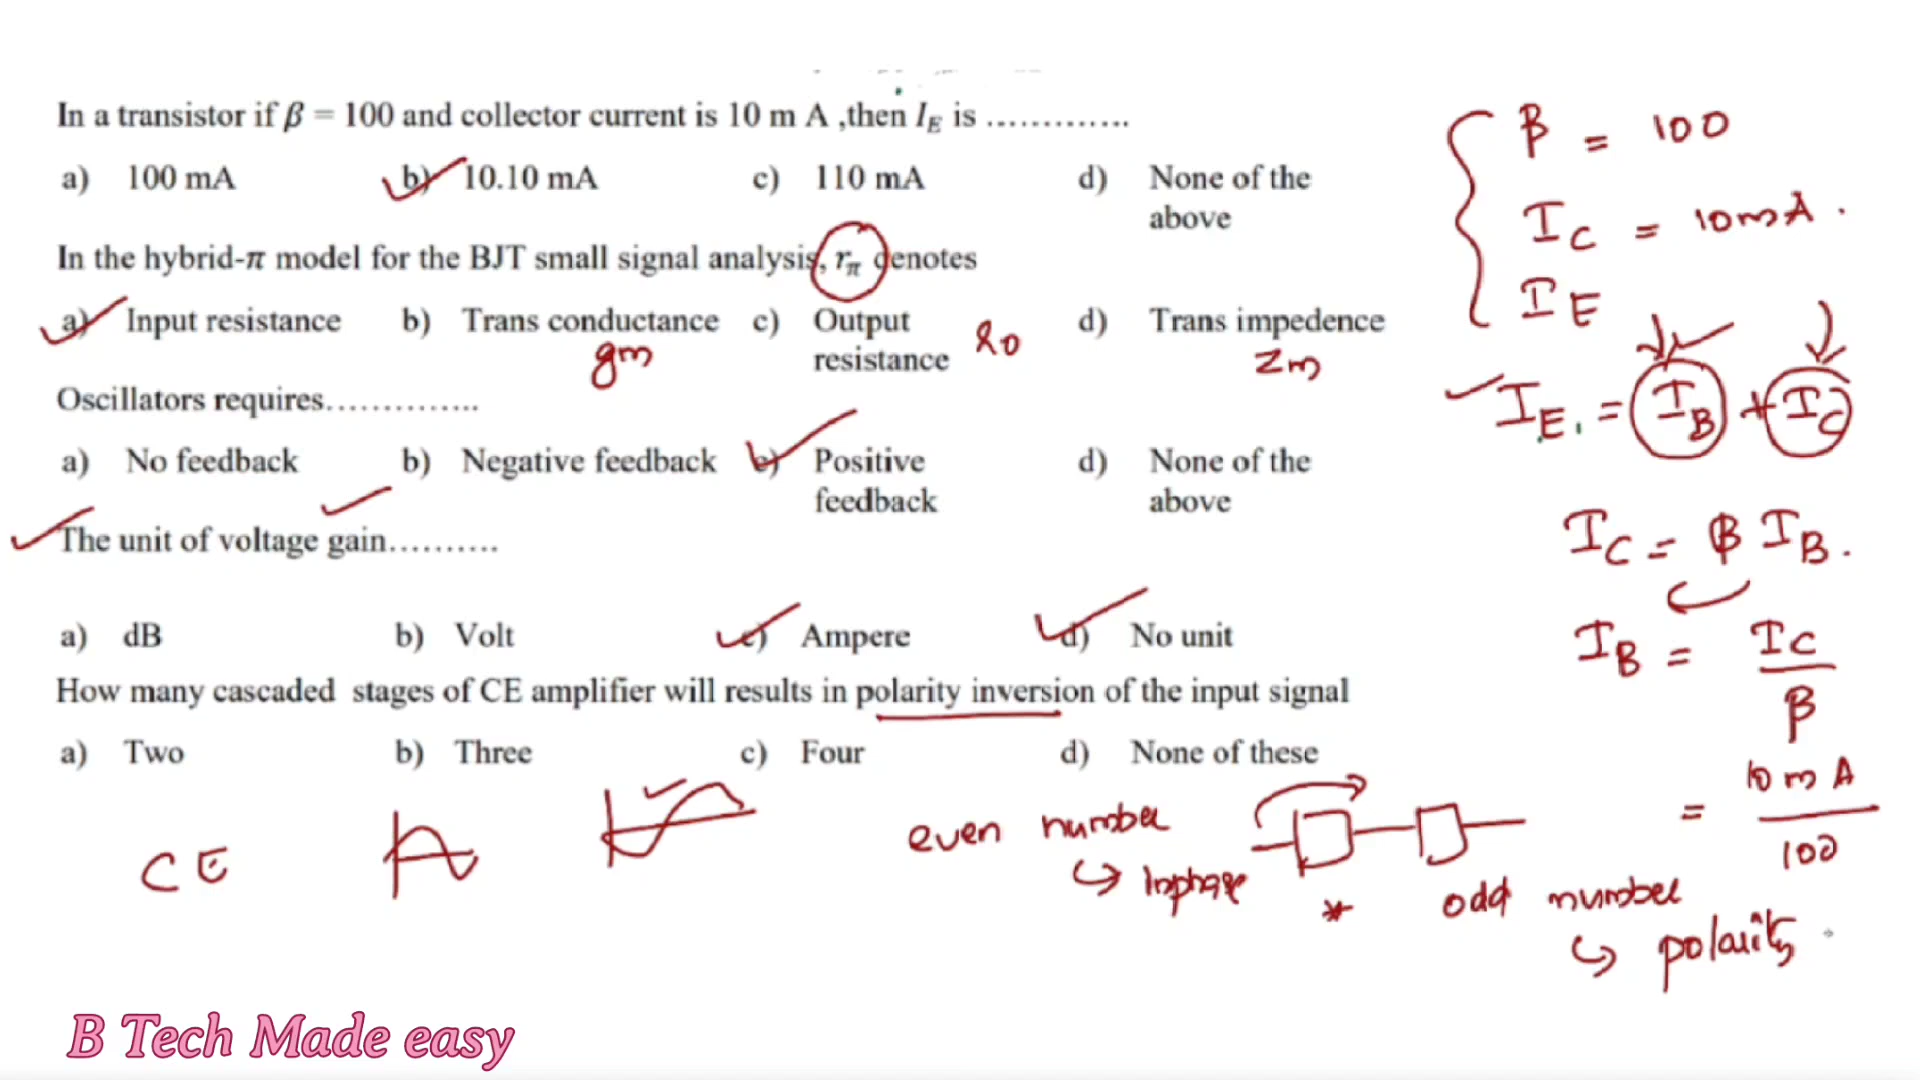 In a transistor if β = 100 and collector current is 10 m A ,then I_E is .............
a) 100 mA b) 10.10 mA c) 110 mA d) None of the above
In the hybrid-π model for the BJT small signal analysis, r_π denotes
a) Input resistance b) Trans conductance c) Output resistance d) Trans impedence
gm
Zm
Oscillators requires..............
a) No feedback b) Negative feedback c) Positive feedback d) None of the above
The unit of voltage gain..........
a) dB b) Volt c) Ampere d) No unit
How many cascaded stages of CE amplifier will results in polarity inversion of the input signal
a) Two b) Three c) Four d) None of these
CE
even number
↳ Inphase
*
odd number
↳ polarity
β = 100
I_C = 10mA.
I_E
I_E = I_B + I_C
I_C = β I_B.
I_B = I_C / β
= 10 m A / 100
B Tech Made easy